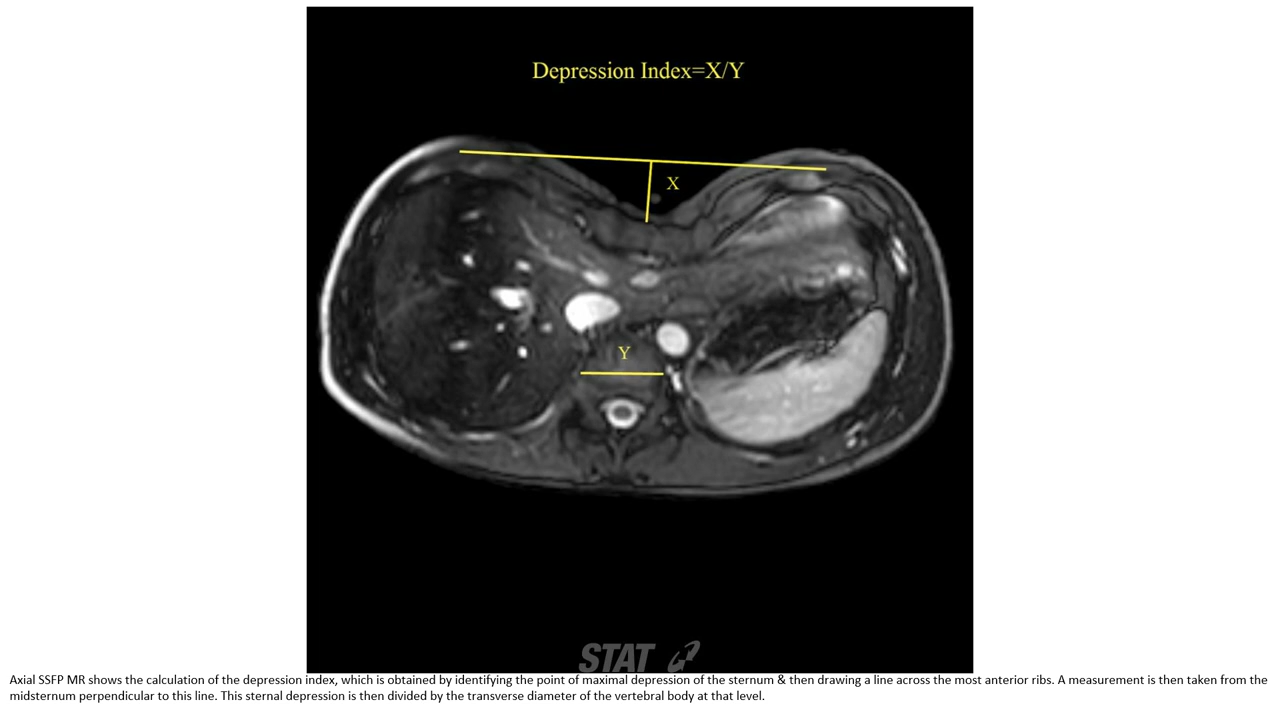 Depression Index=X/Y
X
Y
STAT
Axial SSFP MR shows the calculation of the depression index, which is obtained by identifying the point of maximal depression of the sternum & then drawing a line across the most anterior ribs. A measurement is then taken from the
midsternum perpendicular to this line. This sternal depression is then divided by the transverse diameter of the vertebral body at that level.